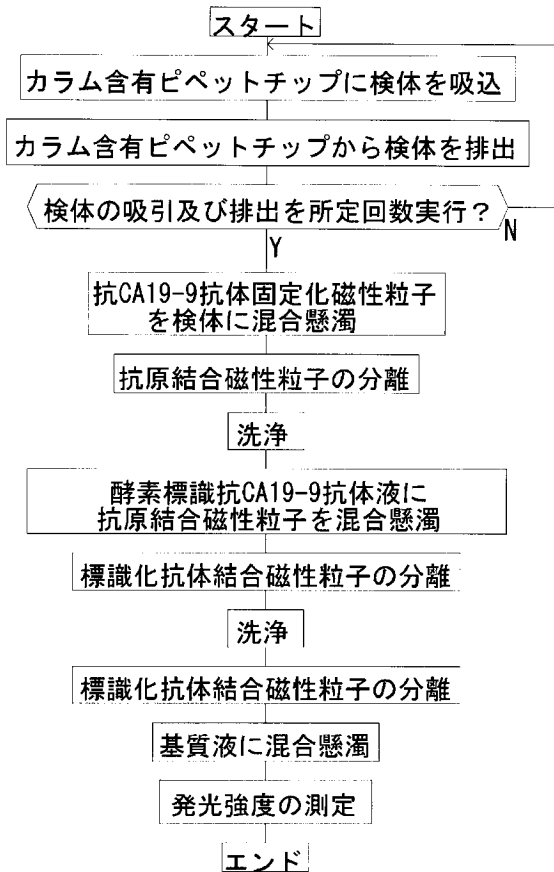 スタート
カラム含有ピペットチップに検体を吸込
カラム含有ピペットチップから検体を排出
検体の吸引及び排出を所定回数実行？
N
Y
抗CA19-9抗体固定化磁性粒子
を検体に混合懸濁
抗原結合磁性粒子の分離
洗浄
酵素標識抗CA19-9抗体液に
抗原結合磁性粒子を混合懸濁
標識化抗体結合磁性粒子の分離
洗浄
標識化抗体結合磁性粒子の分離
基質液に混合懸濁
発光強度の測定
エンド